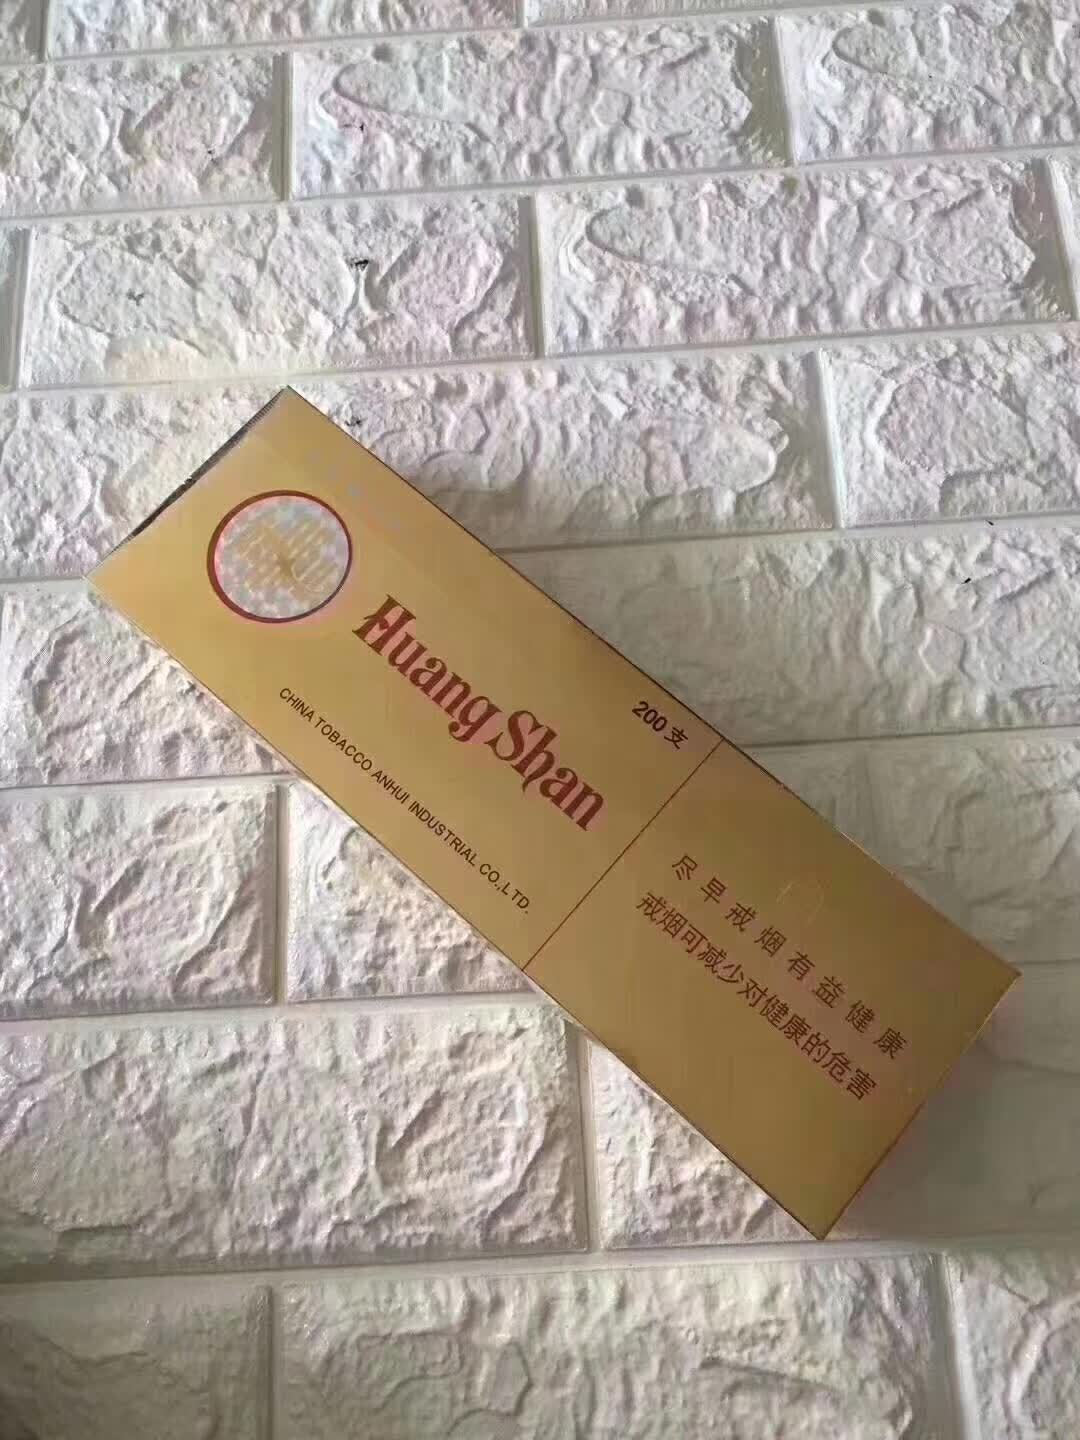 Huang Shan
200支
CHINA TOBACCO ANHUI INDUSTRIAL CO.,LTD.
尽早戒烟有益健康
戒烟可减少对健康的危害